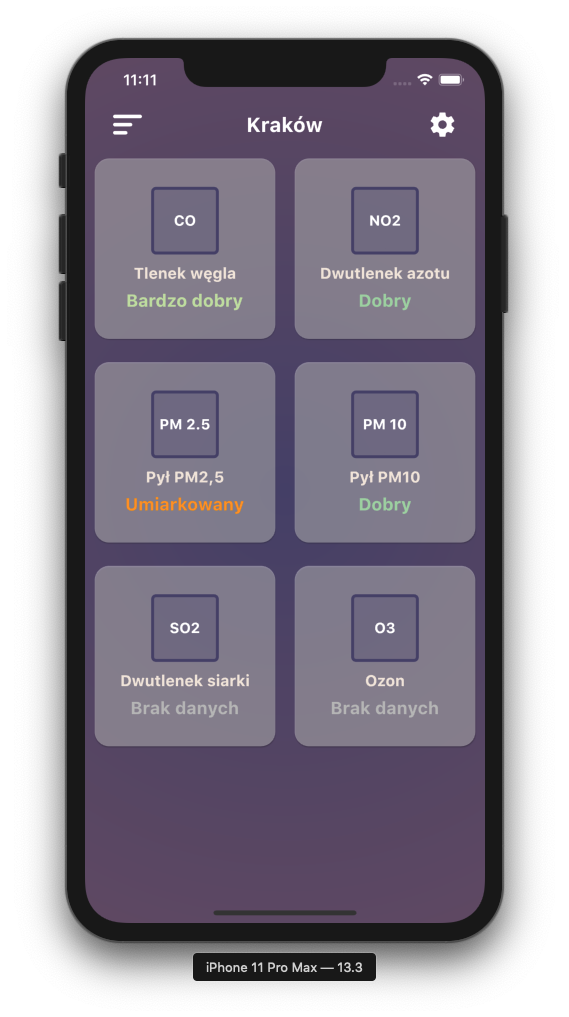 11:11
Kraków
CO
NO2
Tlenek węgla
Dwutlenek azotu
Bardzo dobry
Dobry
PM 2.5
PM 10
Pył PM2,5
Pył PM10
Umiarkowany
Dobry
SO2
O3
Dwutlenek siarki
Ozon
Brak danych
Brak danych
iPhone 11 Pro Max — 13.3